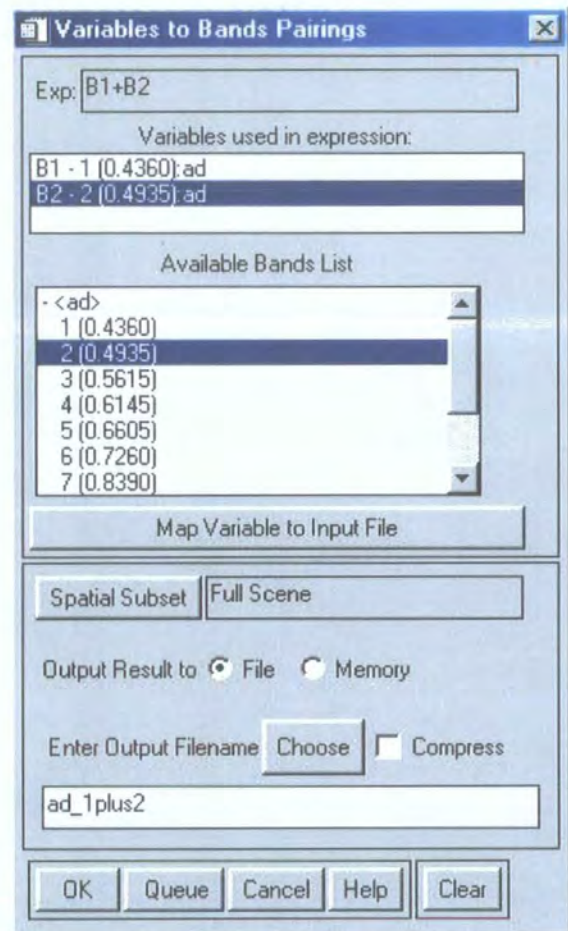 Variables to Bands Pairings
Exp: B1+B2
Variables used in expression:
B1 - 1 (0.4360):ad
B2 - 2 (0.4935):ad
Available Bands List
- <ad>
1 (0.4360)
2 (0.4935)
3 (0.5615)
4 (0.6145)
5 (0.6605)
6 (0.7260)
7 (0.8390)
Map Variable to Input File
Spatial Subset Full Scene
Output Result to File Memory
Enter Output Filename Choose Compress
ad_1plus2
OK Queue Cancel Help Clear